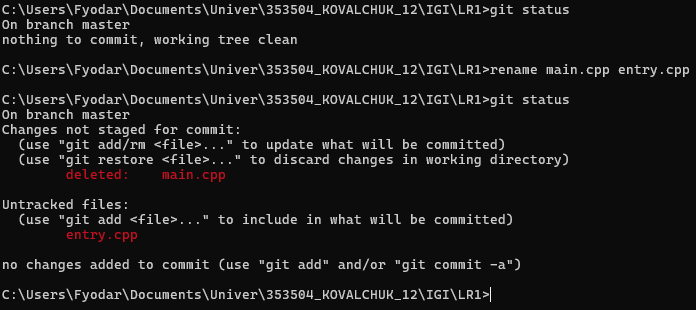 C:\Users\Fyodar\Documents\Univer\353504_KOVALCHUK_12\IGI\LR1>git status
On branch master
nothing to commit, working tree clean
C:\Users\Fyodar\Documents\Univer\353504_KOVALCHUK_12\IGI\LR1>rename main.cpp entry.cpp
C:\Users\Fyodar\Documents\Univer\353504_KOVALCHUK_12\IGI\LR1>git status
On branch master
Changes not staged for commit:
  (use "git add/rm <file>..." to update what will be committed)
  (use "git restore <file>..." to discard changes in working directory)
        deleted:    main.cpp
Untracked files:
  (use "git add <file>..." to include in what will be committed)
        entry.cpp
no changes added to commit (use "git add" and/or "git commit -a")
C:\Users\Fyodar\Documents\Univer\353504_KOVALCHUK_12\IGI\LR1>